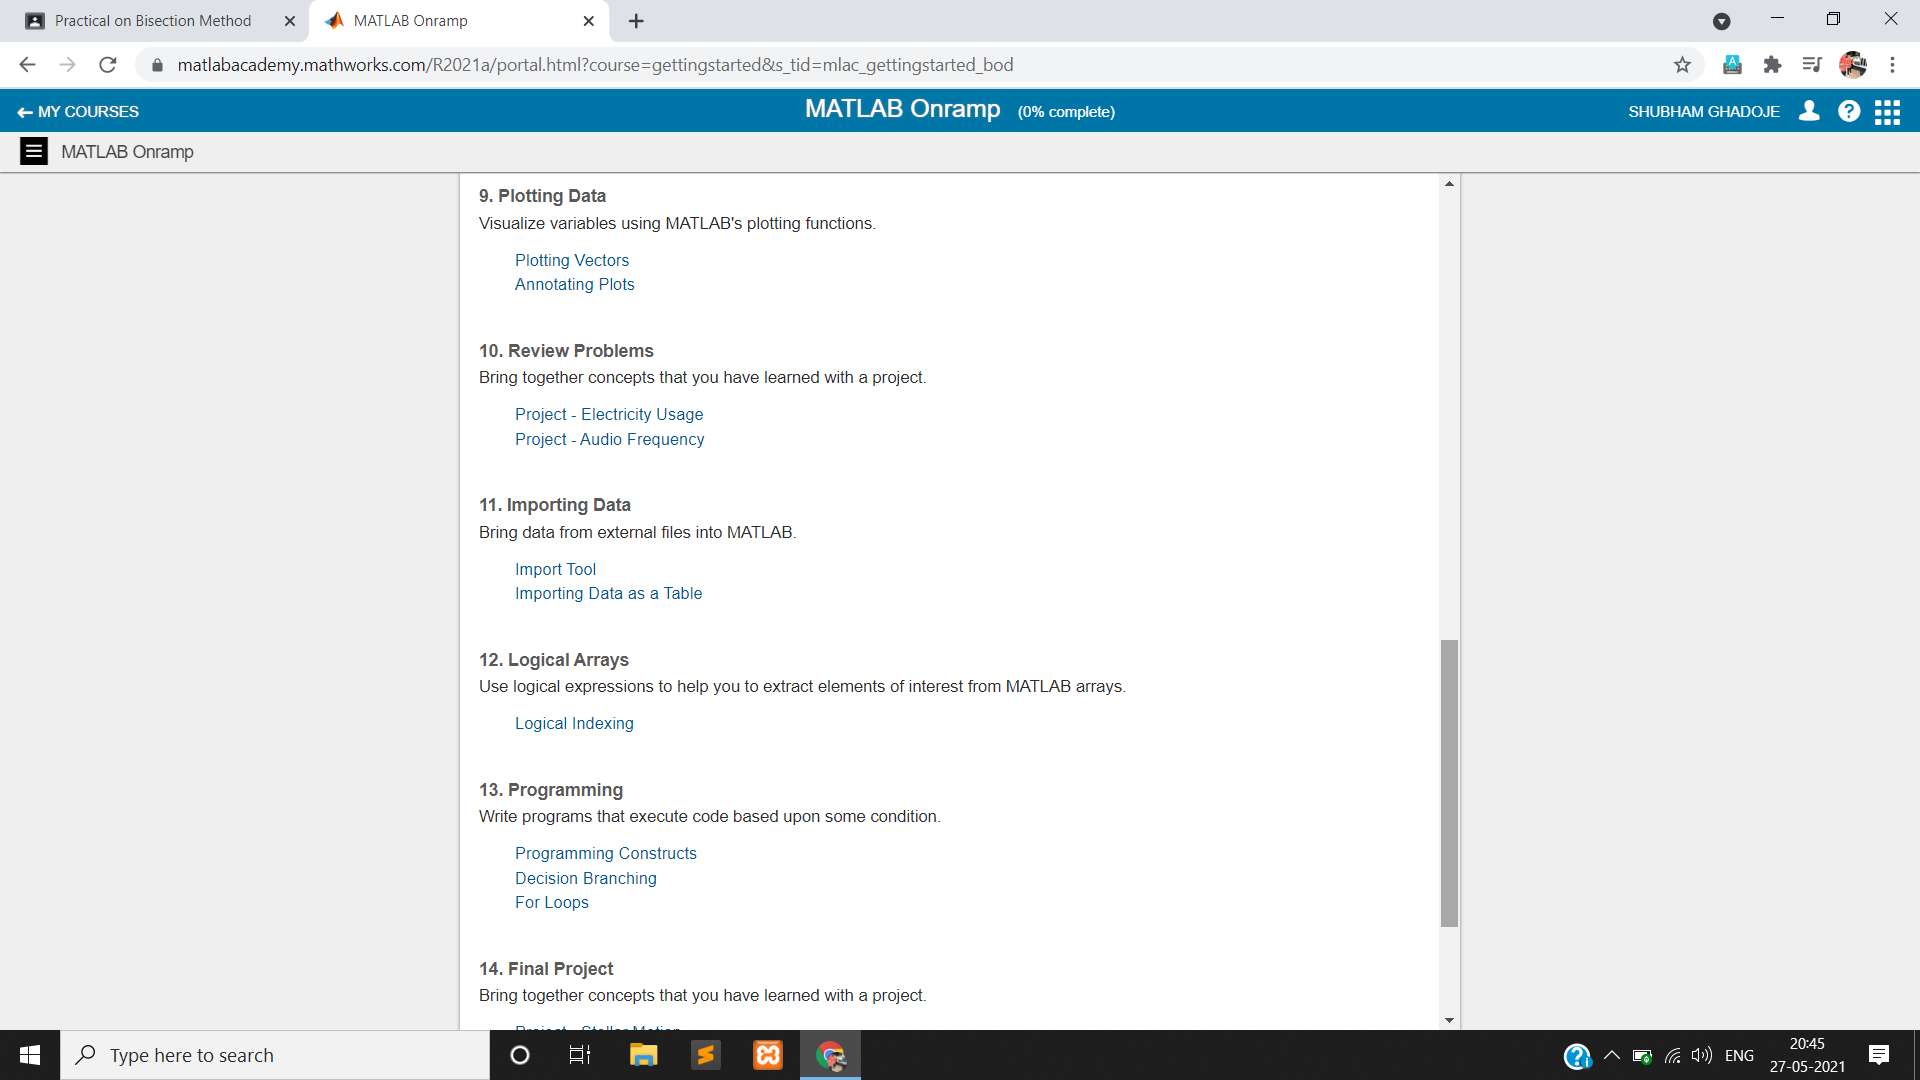 Practical on Bisection Method
MATLAB Onramp
matlabacademy.mathworks.com/R2021a/portal.html?course=gettingstarted&s_tid=mlac_gettingstarted_bod
MY COURSES
MATLAB Onramp (0% complete)
SHUBHAM GHADOJE
MATLAB Onramp
9. Plotting Data
Visualize variables using MATLAB's plotting functions.
Plotting Vectors
Annotating Plots
10. Review Problems
Bring together concepts that you have learned with a project.
Project - Electricity Usage
Project - Audio Frequency
11. Importing Data
Bring data from external files into MATLAB.
Import Tool
Importing Data as a Table
12. Logical Arrays
Use logical expressions to help you to extract elements of interest from MATLAB arrays.
Logical Indexing
13. Programming
Write programs that execute code based upon some condition.
Programming Constructs
Decision Branching
For Loops
14. Final Project
Bring together concepts that you have learned with a project.
Project - Stellar Motion
Type here to search
ENG
20:45
27-05-2021